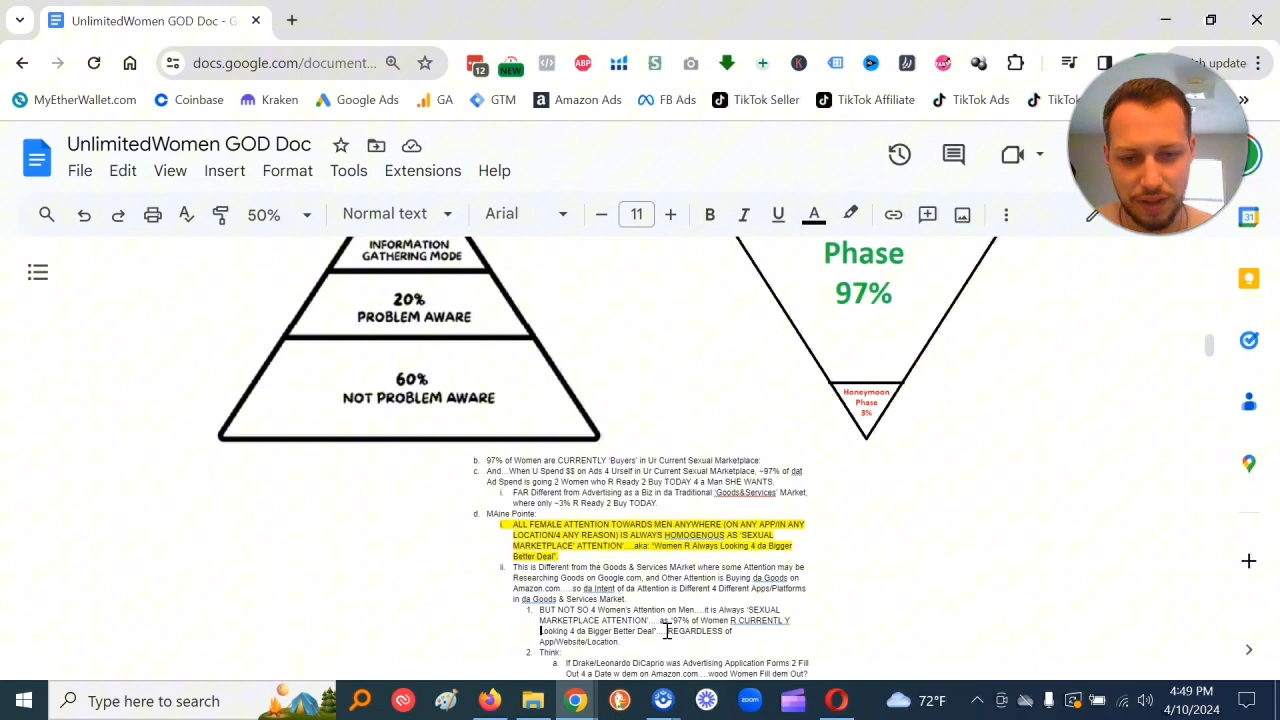 UnlimitedWomen GOD Doc - G
docs.google.com/document...
12
NEW
ABP
sh update
MyEtherWallet.com
Coinbase
Kraken
Google Ads
GA
GTM
Amazon Ads
FB Ads
TikTok Seller
TikTok Affiliate
TikTok Ads
TikTok
UnlimitedWomen GOD Doc
File Edit View Insert Format Tools Extensions Help
50%
Normal text
Arial
11
B I U A
31
INFORMATION
GATHERING MODE
20%
PROBLEM AWARE
60%
NOT PROBLEM AWARE
Phase
97%
Honeymoon
Phase
3%
b. 97% of Women are CURRENTLY 'Buyers' in Ur Current Sexual Marketplace:
c. And…When U Spend $$ on Ads 4 Urself in Ur Current Sexual MArketplace, ~97% of dat
Ad Spend is going 2 Women who R Ready 2 Buy TODAY 4 a Man SHE WANTS.
i. FAR Different from Advertising as a Biz in da Traditional 'Goods&Services' MArket,
where only ~3% R Ready 2 Buy TODAY.
d. MAine Pointe:
i. ALL FEMALE ATTENTION TOWARDS MEN ANYWHERE (ON ANY APP/IN ANY
LOCATION/4 ANY REASON) IS ALWAYS HOMOGENOUS AS 'SEXUAL
MARKETPLACE' ATTENTION'….aka: "Women R Always Looking 4 da Bigger
Better Deal".
ii. This is Different from the Goods & Services MArket where some Attention may be
Researching Goods on Google.com, and Other Attention is Buying da Goods on
Amazon.com…..so da Intent of da Attention is Different 4 Different Apps/Platforms
in da Goods & Services Market.
1. BUT NOT SO 4 Women's Attention on Men….it is Always 'SEXUAL
MARKETPLACE ATTENTION'….as "97% of Women R CURRENTL Y
Looking 4 da Bigger Better Deal"….REGARDLESS of
App/Website/Location.
2. Think:
a. If Drake/Leonardo DiCaprio was Advertising Application Forms 2 Fill
Out 4 a Date w dem on Amazon.com….wood Women Fill dem Out?
Type here to search
zoom
72°F
4:49 PM
4/10/2024